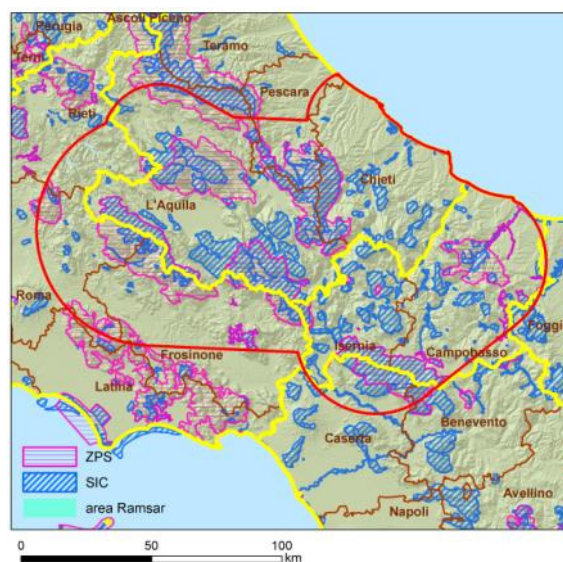 Ascoli Piceno
Perugia
Teramo
Terni
Pescara
Rieti
Chieti
L'Aquila
Roma
Foggia
Isernia
Campobasso
Frosinone
Latina
Benevento
Caserta
Avellino
Napoli
ZPS
SIC
area Ramsar
0 50 100
km